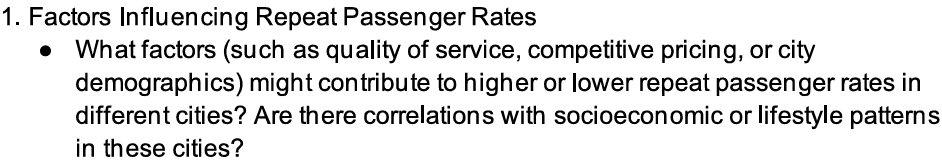 1. Factors Influencing Repeat Passenger Rates
● What factors (such as quality of service, competitive pricing, or city
demographics) might contribute to higher or lower repeat passenger rates in
different cities? Are there correlations with socioeconomic or lifestyle patterns
in these cities?